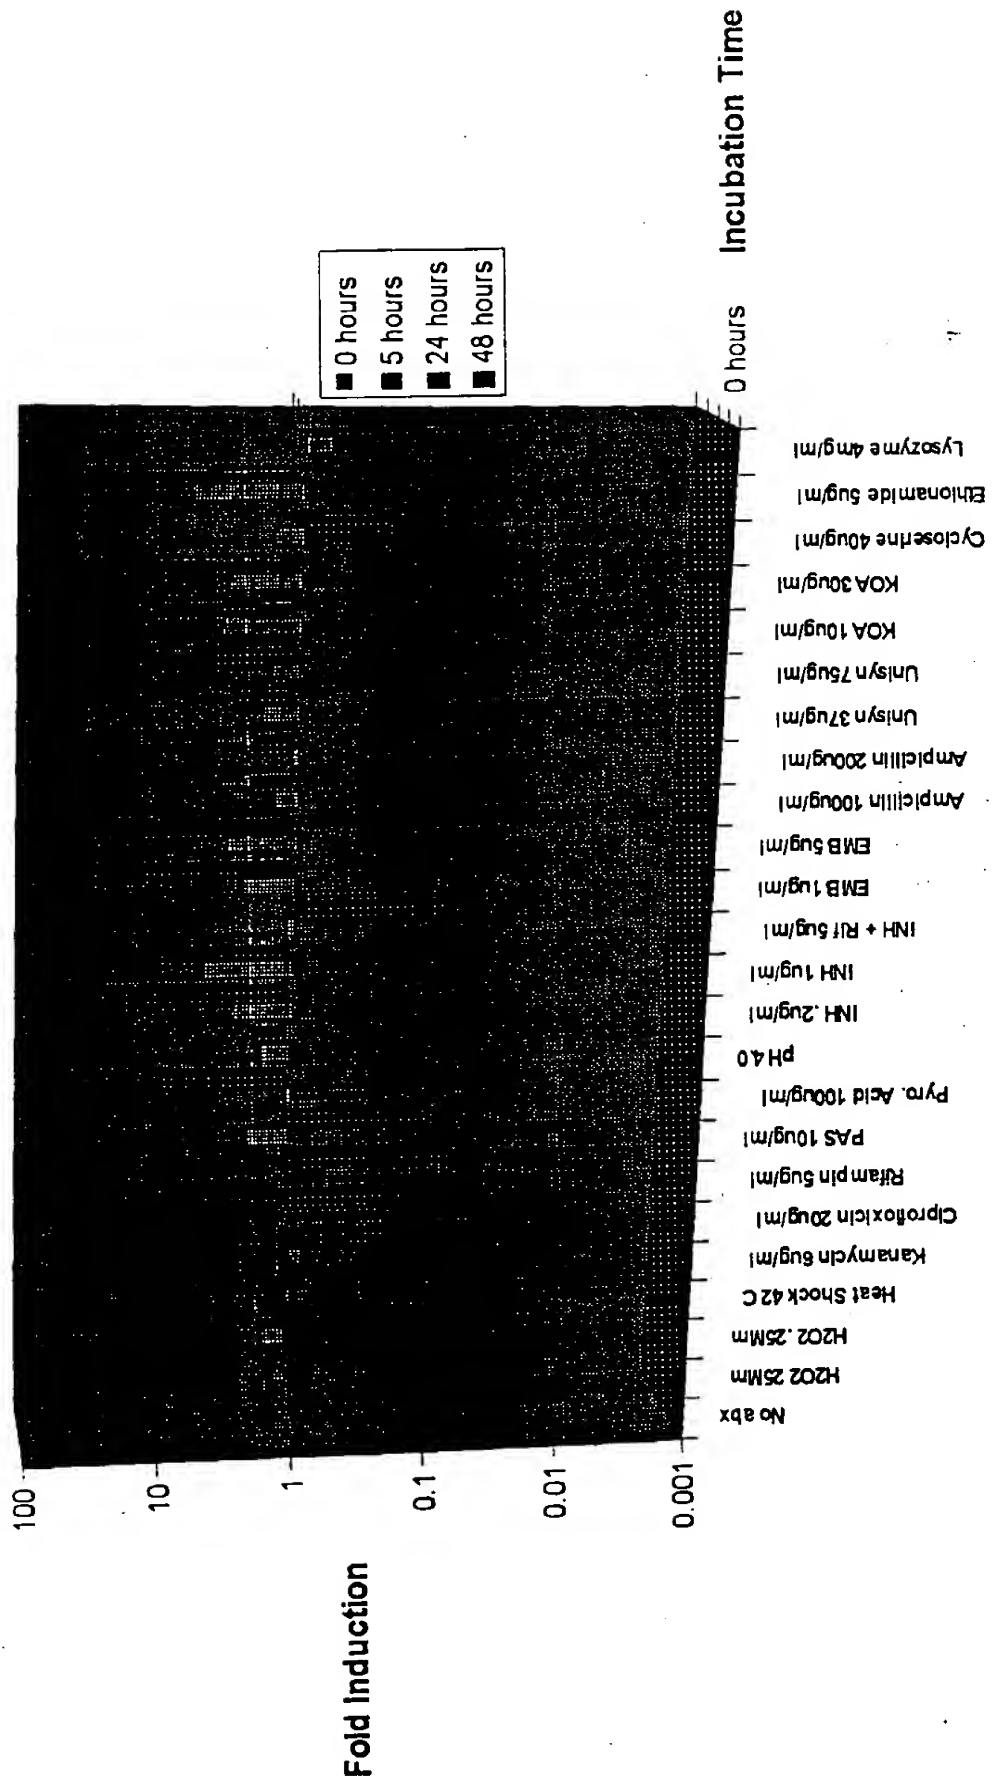 Fold Induction
100
10
1
0.1
0.01
0.001
No abx
H2O2 25Mm
H2O2 .25Mm
Heat Shock 42 C
Kanamycin 6ug/ml
Ciprofloxicin 20ug/ml
Rifampin 5ug/ml
PAS 10ug/ml
Pyro. Acid 100ug/ml
pH 4.0
INH .2ug/ml
INH 1ug/ml
INH + Rif 5ug/ml
EMB 1ug/ml
EMB 5ug/ml
Ampicillin 100ug/ml
Ampicillin 200ug/ml
Unisyn 37ug/ml
Unisyn 75ug/ml
KOA 10ug/ml
KOA 30ug/ml
Cycloserine 40ug/ml
Ethionamide 5ug/ml
Lysozyme 4mg/ml
0 hours
Incubation Time
0 hours
5 hours
24 hours
48 hours